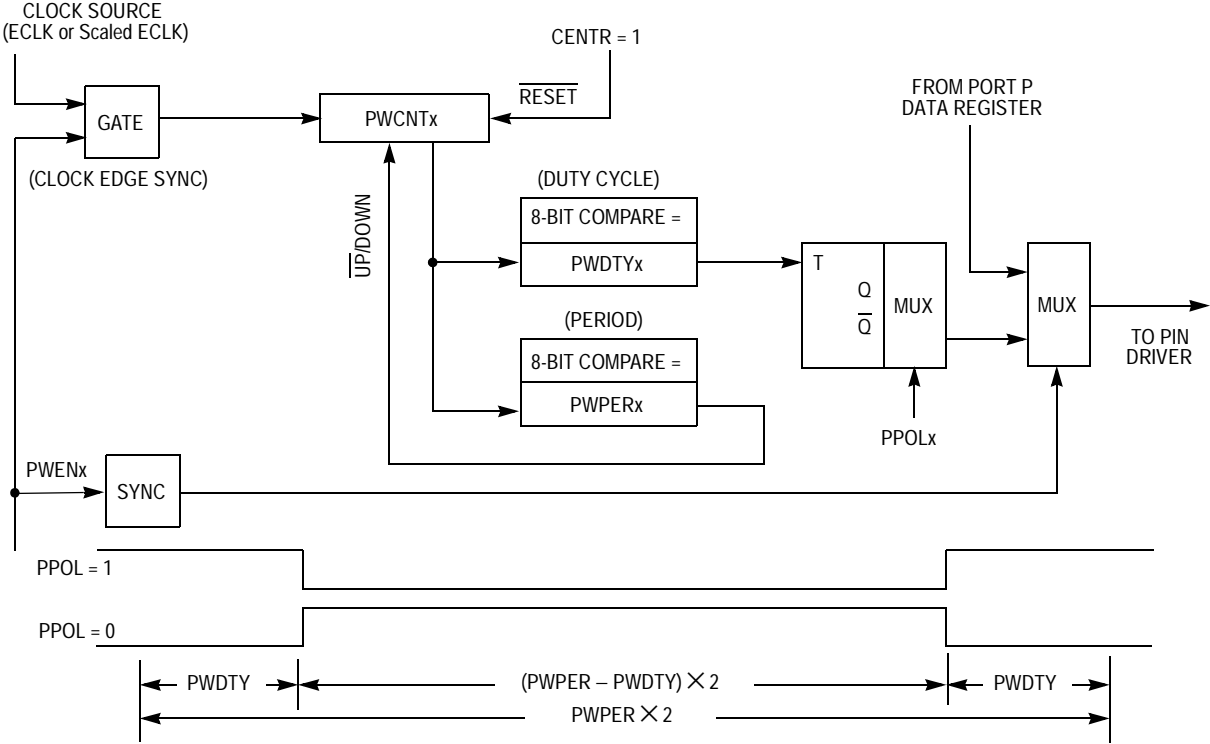 CLOCK SOURCE
(ECLK or Scaled ECLK)
CENTR = 1
RESET
FROM PORT P
DATA REGISTER
GATE
PWCNTx
(CLOCK EDGE SYNC)
UP/DOWN
(DUTY CYCLE)
8-BIT COMPARE =
PWDTYx
T
Q
Q
MUX
MUX
TO PIN
DRIVER
(PERIOD)
8-BIT COMPARE =
PWPERx
PPOLx
PWENx
SYNC
PPOL = 1
PPOL = 0
PWDTY
(PWPER – PWDTY) × 2
PWDTY
PWPER × 2